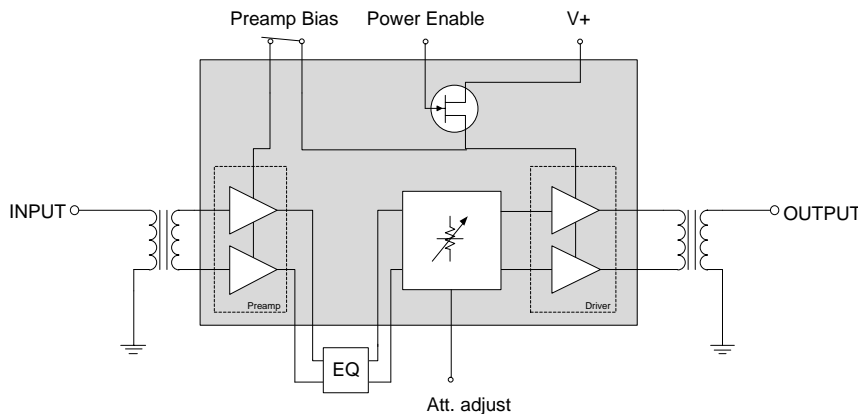 Preamp Bias
Power Enable
V+
INPUT
OUTPUT
Preamp
Driver
EQ
Att. adjust